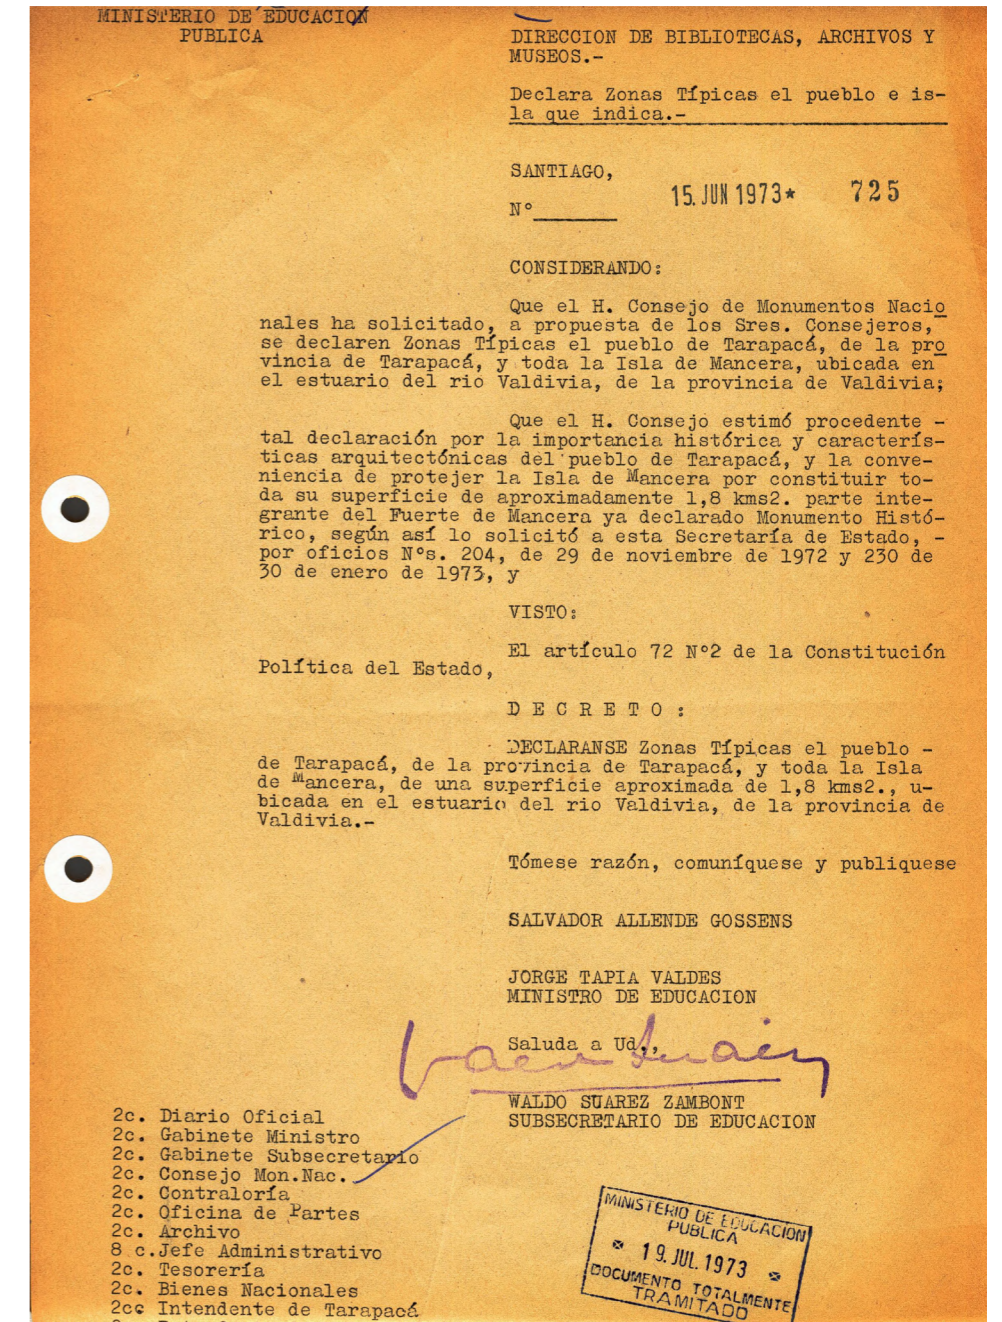 MINISTERIO DE EDUCACION
PUBLICA
DIRECCION DE BIBLIOTECAS, ARCHIVOS Y
MUSEOS.-
Declara Zonas Típicas el pueblo e is-
la que indica.-
SANTIAGO,
15. JUN 1973* 725
N°
CONSIDERANDO:
Que el H. Consejo de Monumentos Nacio
nales ha solicitado, a propuesta de los Sres. Consejeros,
se declaren Zonas Típicas el pueblo de Tarapacá, de la pro
vincia de Tarapacá, y toda la Isla de Mancera, ubicada en
el estuario del rio Valdivia, de la provincia de Valdivia;
Que el H. Consejo estimó procedente -
tal declaración por la importancia histórica y caracterís-
ticas arquitectónicas del pueblo de Tarapacá, y la conve-
niencia de protejer la Isla de Mancera por constituir to-
da su superficie de aproximadamente 1,8 kms2. parte inte-
grante del Fuerte de Mancera ya declarado Monumento Histó-
rico, según así lo solicitó a esta Secretaría de Estado, -
por oficios N°s. 204, de 29 de noviembre de 1972 y 230 de
30 de enero de 1973, y
VISTO:
El artículo 72 N°2 de la Constitución
Política del Estado,
D E C R E T O :
DECLARANSE Zonas Típicas el pueblo -
de Tarapacá, de la provincia de Tarapacá, y toda la Isla
de Mancera, de una superficie aproximada de 1,8 kms2., u-
bicada en el estuario del rio Valdivia, de la provincia de
Valdivia.-
Tómese razón, comuníquese y publiquese
SALVADOR ALLENDE GOSSENS
JORGE TAPIA VALDES
MINISTRO DE EDUCACION
Saluda a Ud.,
WALDO SUAREZ ZAMBONT
SUBSECRETARIO DE EDUCACION
2c. Diario Oficial
2c. Gabinete Ministro
2c. Gabinete Subsecretario
2c. Consejo Mon.Nac.
2c. Contraloría
2c. Oficina de Partes
2c. Archivo
8 c.Jefe Administrativo
2c. Tesorería
2c. Bienes Nacionales
2cc Intendente de Tarapacá
MINISTERIO DE EDUCACION
PUBLICA
19. JUL. 1973
DOCUMENTO TOTALMENTE
TRAMITADO